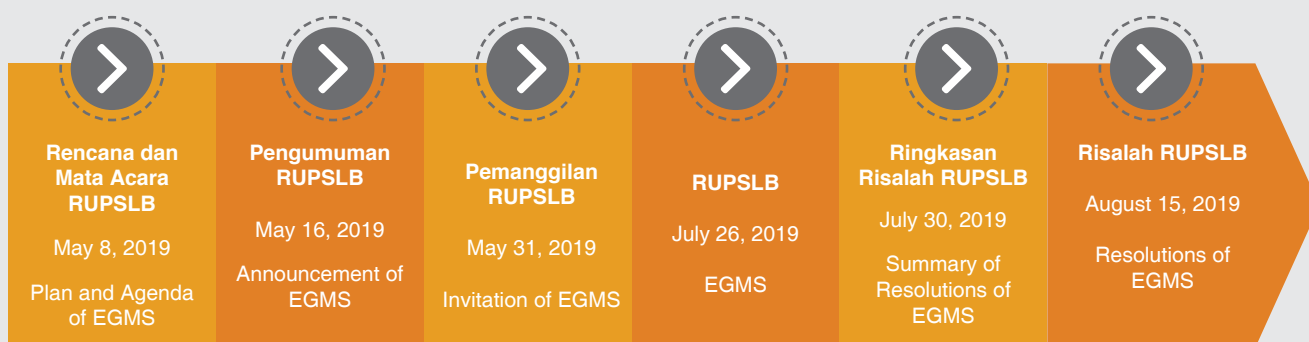 Rencana dan
Mata Acara
RUPSLB
May 8, 2019
Plan and Agenda
of EGMS
Pengumuman
RUPSLB
May 16, 2019
Announcement of
EGMS
Pemanggilan
RUPSLB
May 31, 2019
Invitation of EGMS
RUPSLB
July 26, 2019
EGMS
Ringkasan
Risalah RUPSLB
July 30, 2019
Summary of
Resolutions of
EGMS
Risalah RUPSLB
August 15, 2019
Resolutions of
EGMS